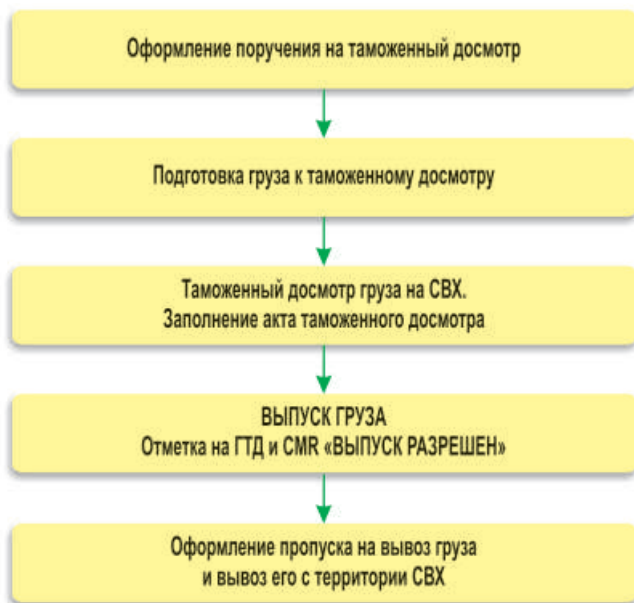 Оформление поручения на таможенный досмотр
Подготовка груза к таможенному досмотру
Таможенный досмотр груза на СВХ.
Заполнение акта таможенного досмотра
ВЫПУСК ГРУЗА
Отметка на ГТД и CMR «ВЫПУСК РАЗРЕШЕН»
Оформление пропуска на вывоз груза
и вывоз его с территории СВХ